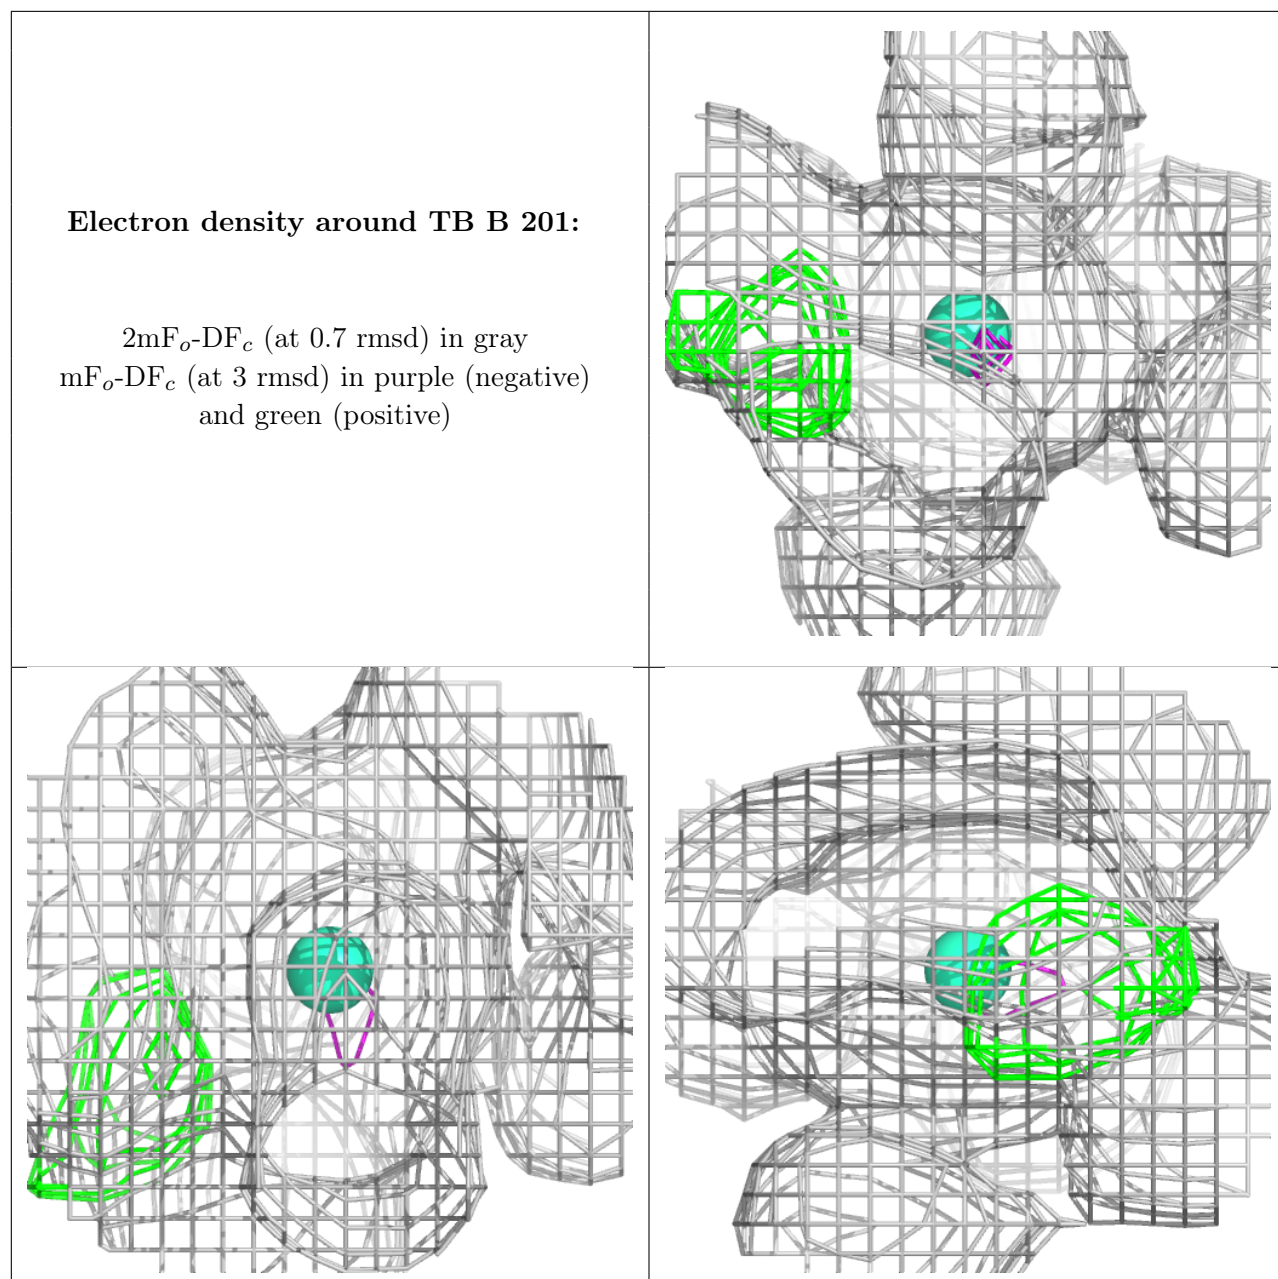 Electron density around TB B 201:
2mFo-DFc (at 0.7 rmsd) in gray
mFo-DFc (at 3 rmsd) in purple (negative)
and green (positive)